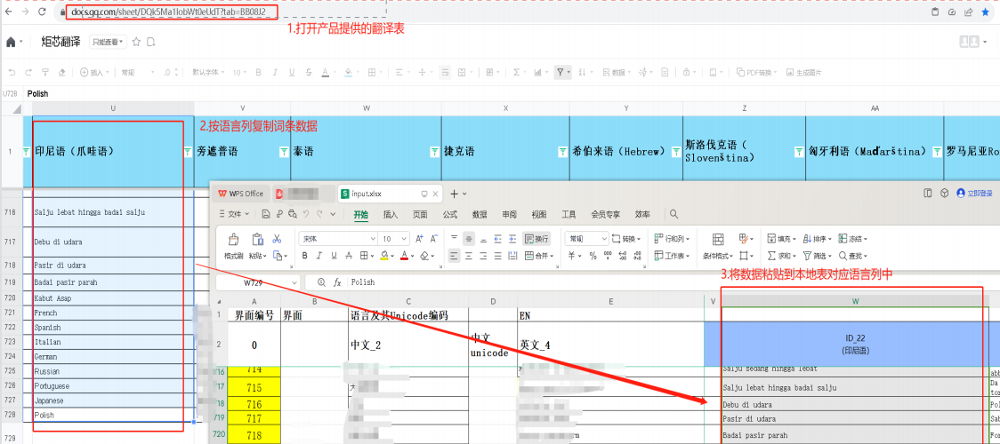 docs.qq.com/sheet/DQk5Ma1lobWt0eUdT?tab=BB08J2
1.打开产品提供的翻译表
炬芯翻译 只能查看
插入 常规 .0 默认字体 10 B I U S A 数据 PDF转换 生成图片
U728 Polish
U V W X Y Z AA
2.按语言列复制词条数据
1 印尼语（爪哇语） 旁遮普语 泰语 捷克语 希伯来语（Hebrew） 斯洛伐克语（Slovenština） 匈牙利语（Maďarština） 罗马尼亚Ro
WPS Office input.xlsx 立即登录
文件 开始 插入 页面 公式 数据 审阅 视图 工具 会员专享 效率
格式刷 粘贴 宋体 10 A+ A- 换行 常规 转换 行和列 填充 排序 冻结
B I U A 合并 ¥ % 工作表 条件格式 求和 筛选 查找
3.将数据粘贴到本地表对应语言列中
W729 fx Polish
A B C D E V W
1 界面编号 界面 语言及其Unicode编码 EN
2 0 中文_2 中文 unicode 英文_4 ID_22
(印尼语)
716 Salju lebat hingga badai salju
717 Debu di udara
718 Pasir di udara
719 Badai pasir parah
720 Kabut Asap
721 French
722 Spanish
723 Italian
724 German
725 Russian
726 Portuguese
727 Japanese
728 Polish
729
714 Salju sedang hingga lebat
715 Salju lebat hingga badai salju
718 716 Debu di udara
719 717 Pasir di udara
720 718 Badai pasir parah